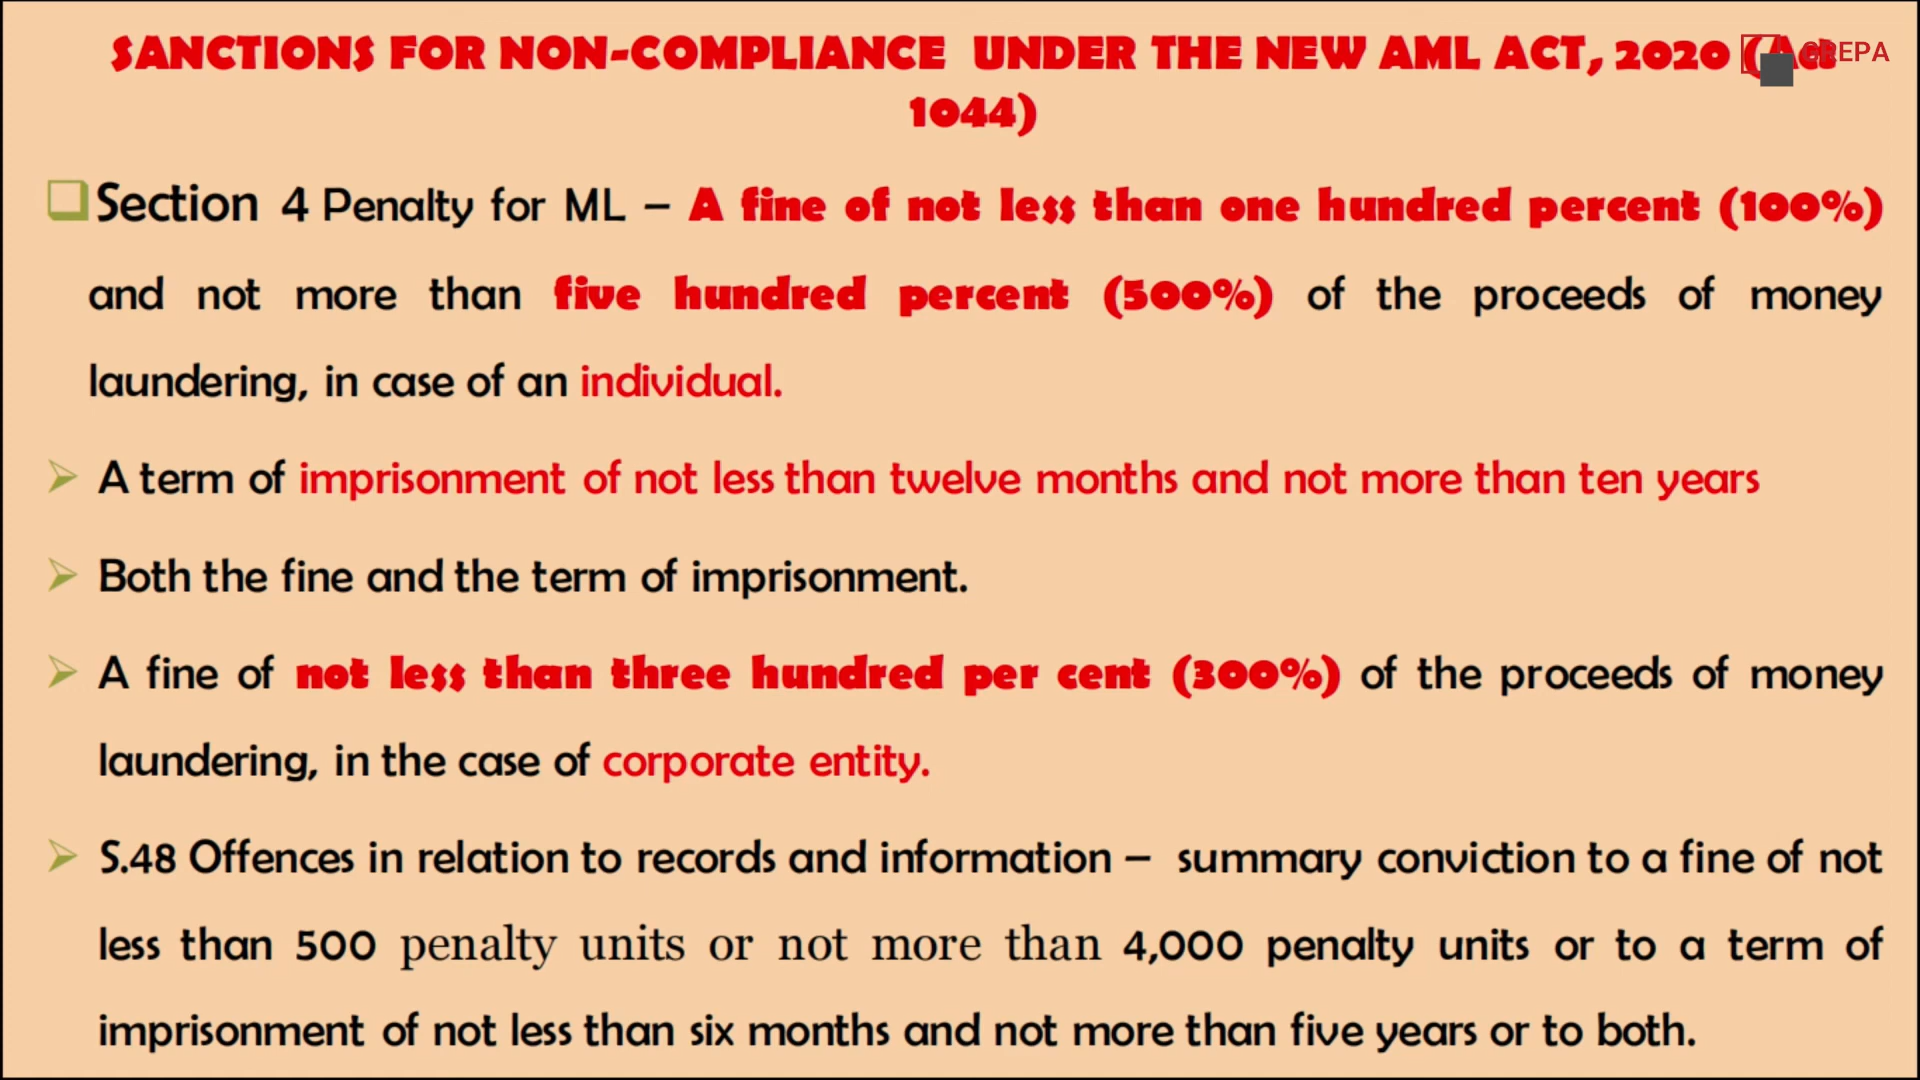 SANCTIONS FOR NON-COMPLIANCE UNDER THE NEW AML ACT, 2020 (Act
1044)
GREPA
Section 4 Penalty for ML – A fine of not less than one hundred percent (100%)
and not more than five hundred percent (500%) of the proceeds of money
laundering, in case of an individual.
A term of imprisonment of not less than twelve months and not more than ten years
Both the fine and the term of imprisonment.
A fine of not less than three hundred per cent (300%) of the proceeds of money
laundering, in the case of corporate entity.
S.48 Offences in relation to records and information – summary conviction to a fine of not
less than 500 penalty units or not more than 4,000 penalty units or to a term of
imprisonment of not less than six months and not more than five years or to both.